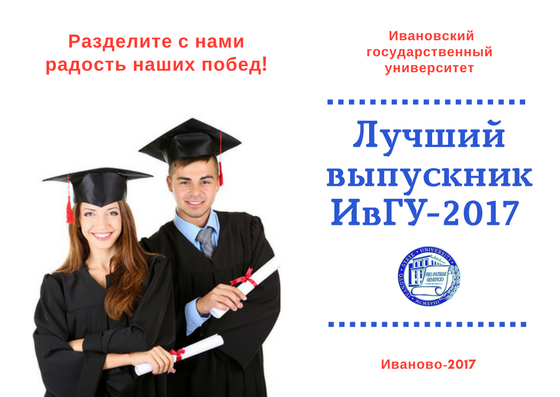 Разделите с нами
радость наших побед!
Ивановский
государственный
университет
Лучший
выпускник
ИвГУ-2017
Иваново-2017